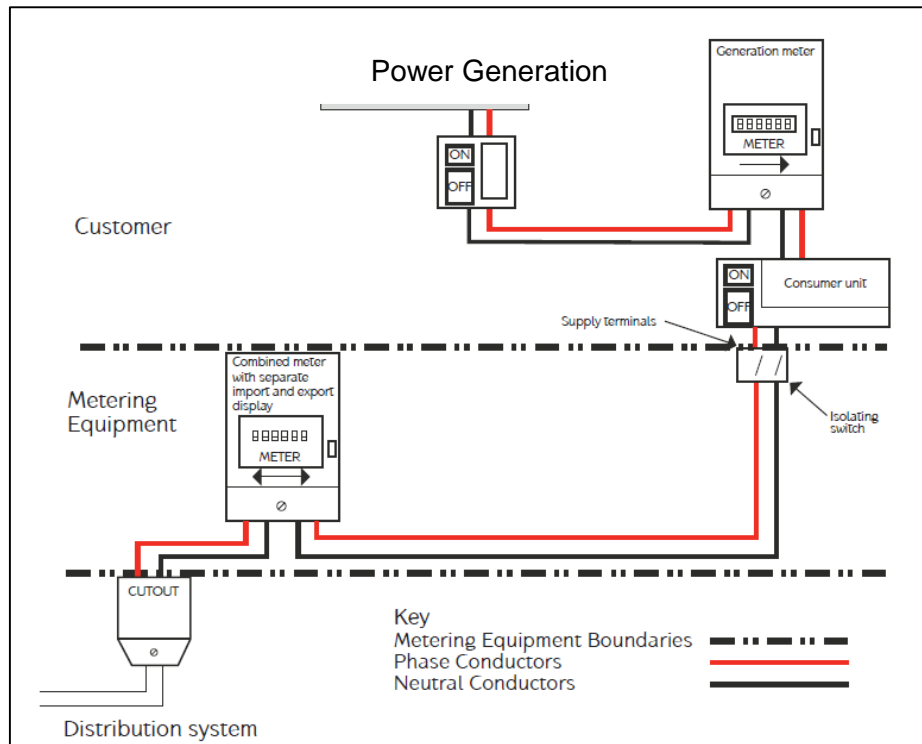 Power Generation
Generation meter
METER
ON
OFF
Customer
ON
OFF
Consumer unit
Supply terminals
Combined meter
with separate
import and export
display
METER
Metering
Equipment
Isolating
switch
CUTOUT
Key
Metering Equipment Boundaries
Phase Conductors
Neutral Conductors
Distribution system